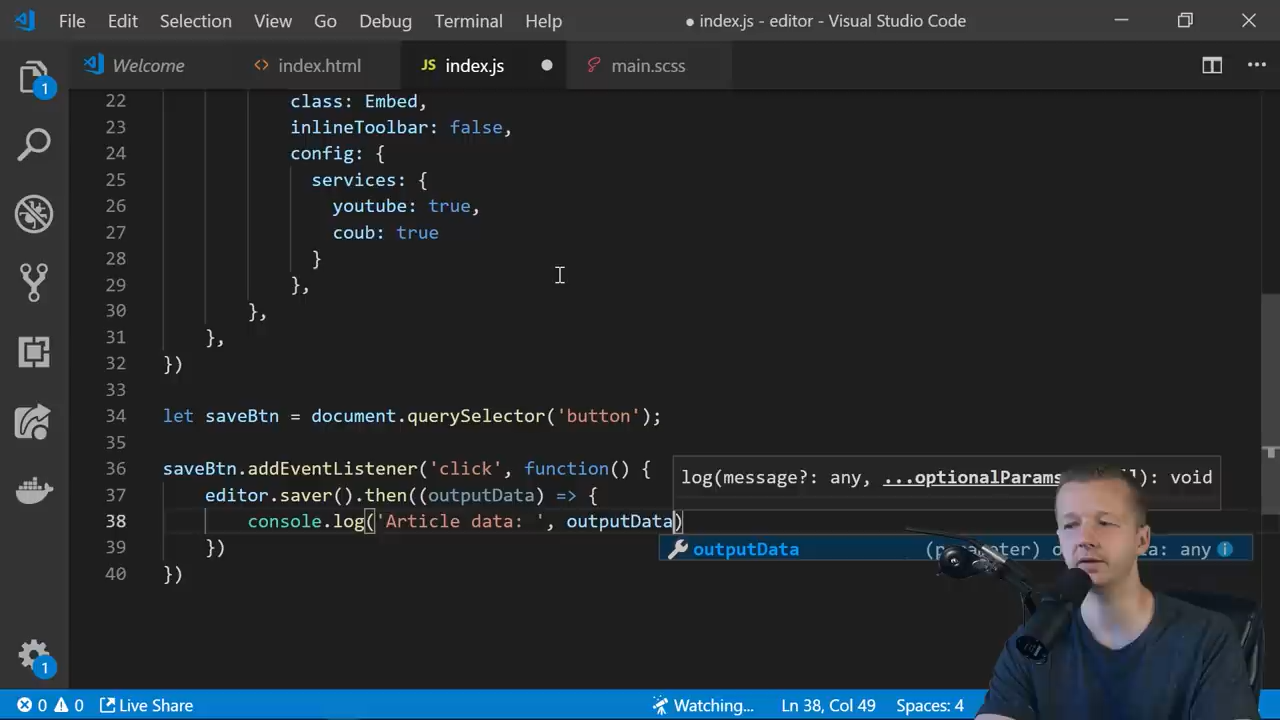 File Edit Selection View Go Debug Terminal Help ● index.js - editor - Visual Studio Code
Welcome <> index.html JS index.js ● main.scss
22 class: Embed,
23 inlineToolbar: false,
24 config: {
25 services: {
26 youtube: true,
27 coub: true
28 }
29 },
30 },
31 },
32 })
33
34 let saveBtn = document.querySelector('button');
35
36 saveBtn.addEventListener('click', function() {
log(message?: any, ...optionalParams void
37 editor.saver().then((outputData) => {
38 console.log('Article data: ', outputData)
outputData any
39 })
40 })
1
1
0 0 Live Share Watching... Ln 38, Col 49 Spaces: 4